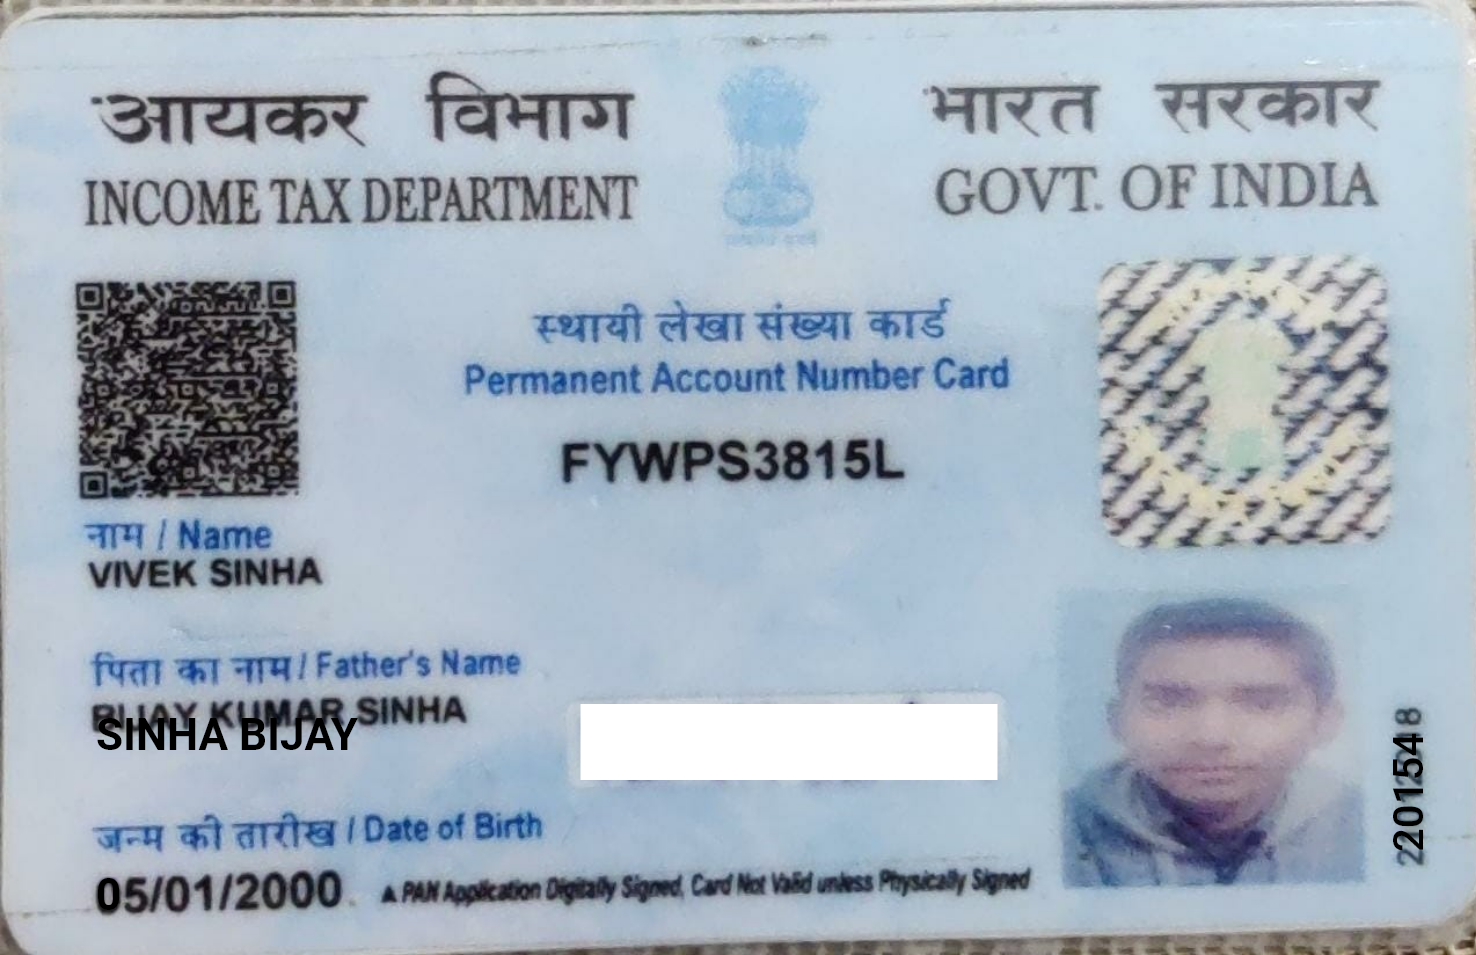 आयकर विभाग
INCOME TAX DEPARTMENT
भारत सरकार
GOVT. OF INDIA
स्थायी लेखा संख्या कार्ड
Permanent Account Number Card
FYWPS3815L
नाम / Name
VIVEK SINHA
पिता का नाम / Father's Name
BIJAY KUMAR SINHA
SINHA BIJAY
जन्म की तारीख / Date of Birth
05/01/2000
PAN Application Digitally Signed, Card Not Valid unless Physically Signed